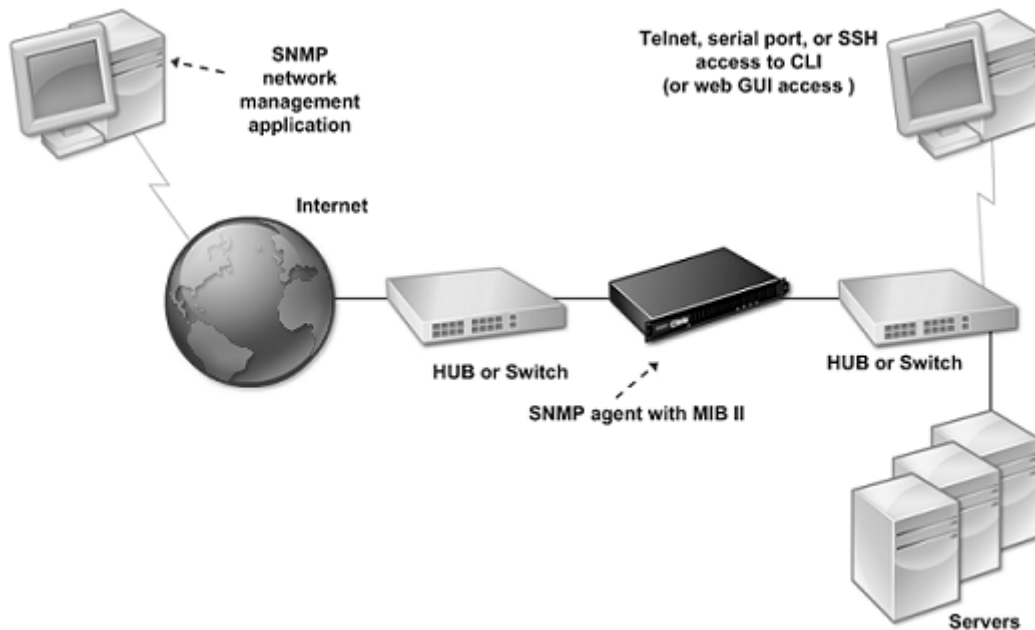 SNMP
network
management
application
Telnet, serial port, or SSH
access to CLI
(or web GUI access )
Internet
HUB or Switch
HUB or Switch
SNMP agent with MIB II
Servers